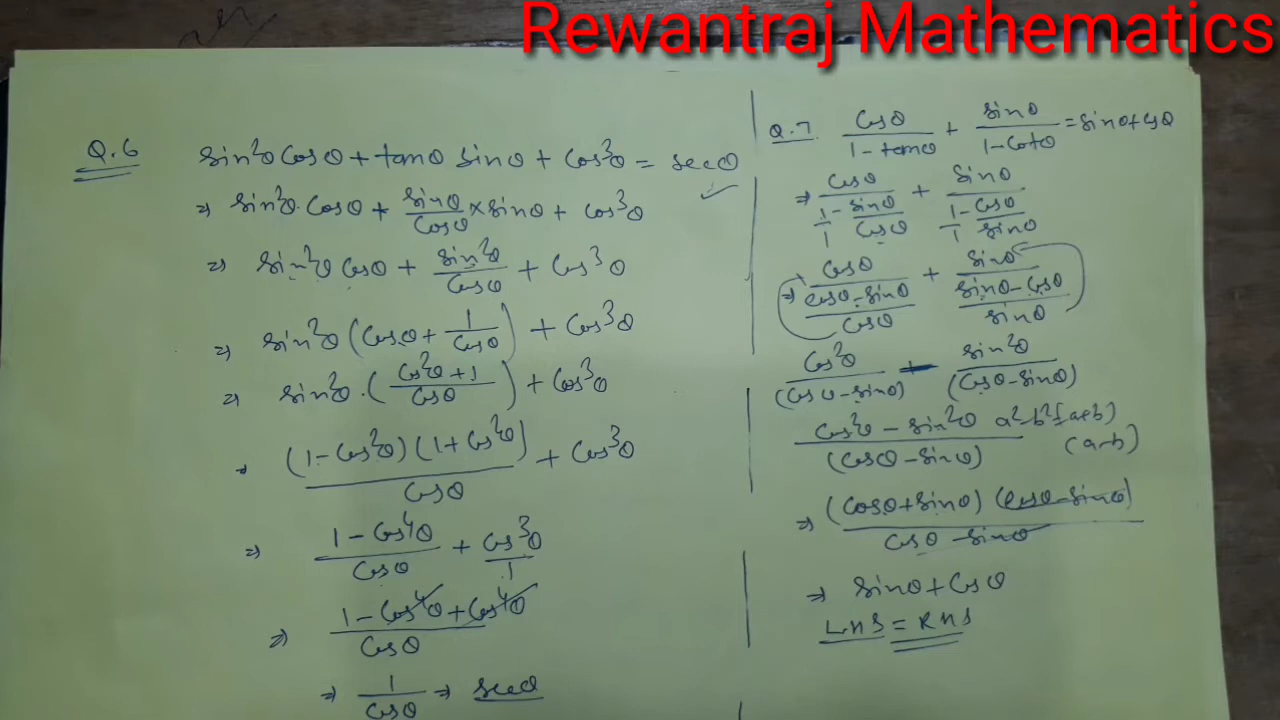 Rewantraj Mathematics
Q.6 sin²θ cosθ + tanθ sinθ + cos³θ = secθ
⇒ sin²θ · cosθ + sinθ/cosθ × sinθ + cos³θ
⇒ sin²θ cosθ + sin²θ/cosθ + cos³θ
⇒ sin²θ (cosθ + 1/cosθ) + cos³θ
⇒ sin²θ · (cos²θ + 1/cosθ) + cos³θ
⇒ (1 - cos²θ) (1 + cos²θ)/cosθ + cos³θ
⇒ 1 - cos⁴θ/cosθ + cos³θ/1
⇒ 1 - cos⁴θ + cos⁴θ/cosθ
⇒ 1/cosθ ⇒ secθ
Q.7 cosθ/1 - tanθ + sinθ/1 - cotθ = sinθ + cosθ
⇒ cosθ/(1/1 - sinθ/cosθ) + sinθ/(1/1 - cosθ/sinθ)
⇒ cosθ/(cosθ - sinθ/cosθ) + sinθ/(sinθ - cosθ/sinθ)
cos²θ/(cosθ - sinθ) - sin²θ/(cosθ - sinθ)
cos²θ - sin²θ/(cosθ - sinθ) a² - b² = (a+b)
(a-b)
⇒ (cosθ + sinθ) (cosθ - sinθ)/cosθ - sinθ
⇒ sinθ + cosθ
LHS = RHS